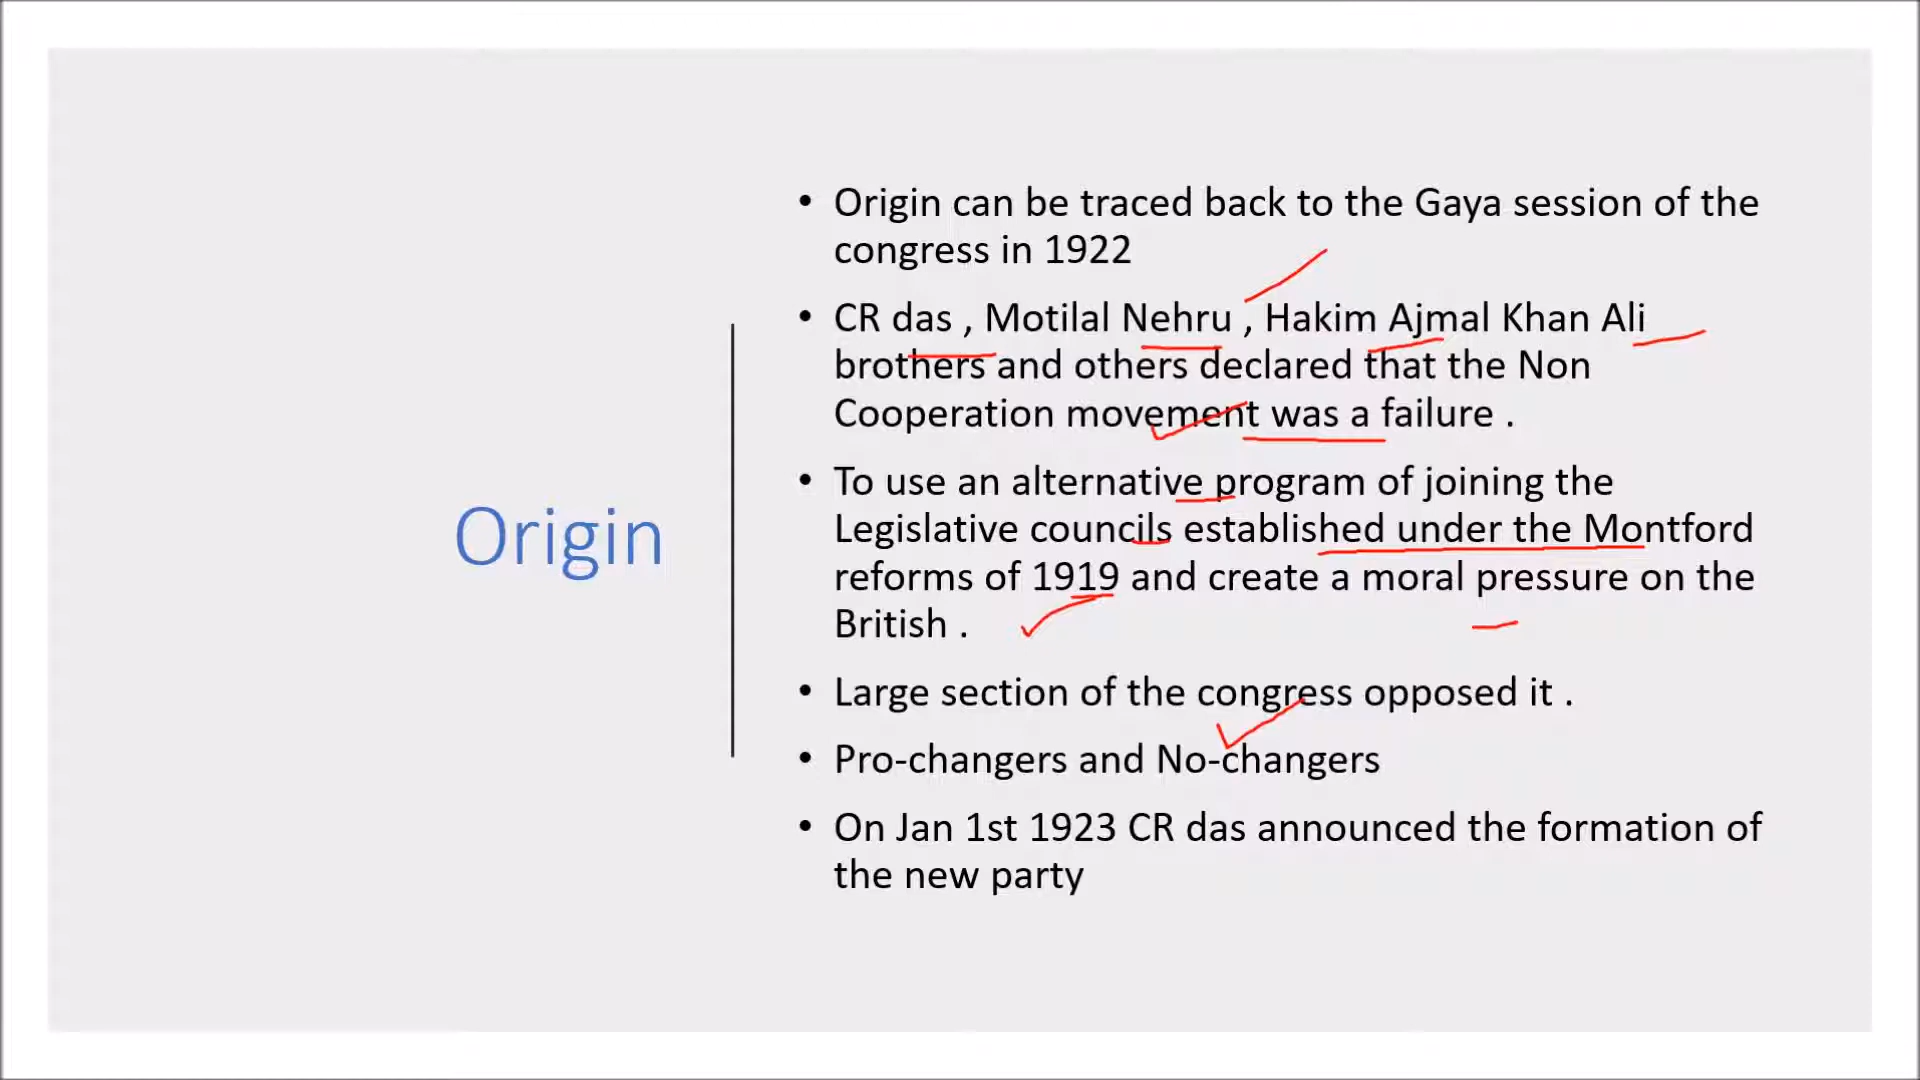 Origin
• Origin can be traced back to the Gaya session of the
congress in 1922
• CR das , Motilal Nehru , Hakim Ajmal Khan Ali
brothers and others declared that the Non
Cooperation movement was a failure .
• To use an alternative program of joining the
Legislative councils established under the Montford
reforms of 1919 and create a moral pressure on the
British .
• Large section of the congress opposed it .
• Pro-changers and No-changers
• On Jan 1st 1923 CR das announced the formation of
the new party